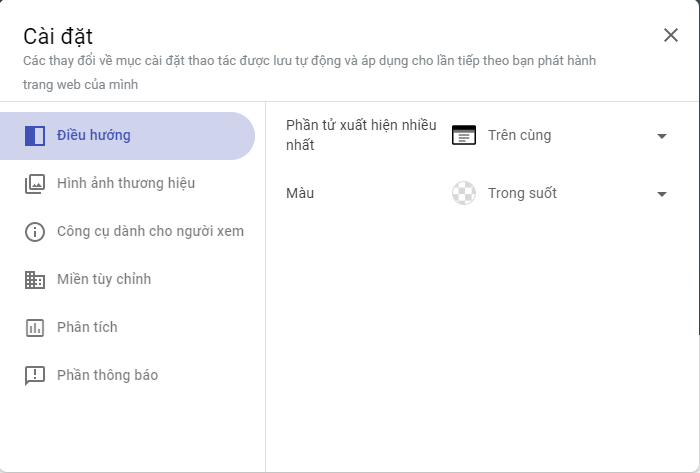 Cài đặt
Các thay đổi về mục cài đặt thao tác được lưu tự động và áp dụng cho lần tiếp theo bạn phát hành
trang web của mình
Điều hướng
Hình ảnh thương hiệu
Công cụ dành cho người xem
Miền tùy chỉnh
Phân tích
Phần thông báo
Phần tử xuất hiện nhiều
nhất
Trên cùng
Màu
Trong suốt